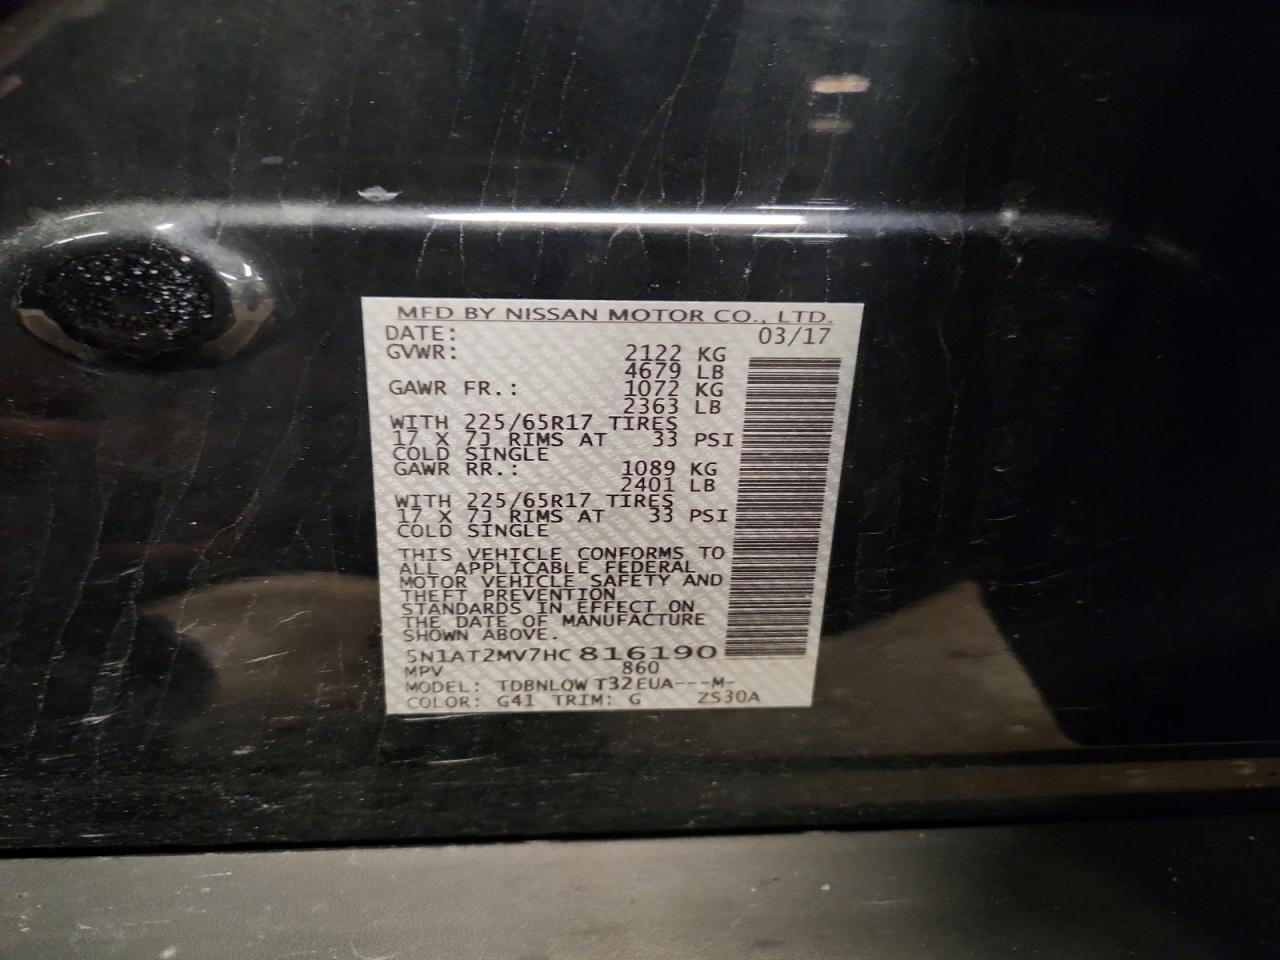 MFD BY NISSAN MOTOR CO., LTD.
DATE: 03/17
GVWR: 2122 KG
4679 LB
GAWR FR.: 1072 KG
2363 LB
WITH 225/65R17 TIRES
17 X 7J RIMS AT 33 PSI
COLD SINGLE
GAWR RR.: 1089 KG
2401 LB
WITH 225/65R17 TIRES
17 X 7J RIMS AT 33 PSI
COLD SINGLE
THIS VEHICLE CONFORMS TO
ALL APPLICABLE FEDERAL
MOTOR VEHICLE SAFETY AND
THEFT PREVENTION
STANDARDS IN EFFECT ON
THE DATE OF MANUFACTURE
SHOWN ABOVE.
5N1AT2MV7HC816190
MPV 860
MODEL: TDBNLQW T32EUA---M-
COLOR: G41 TRIM: G ZS30A